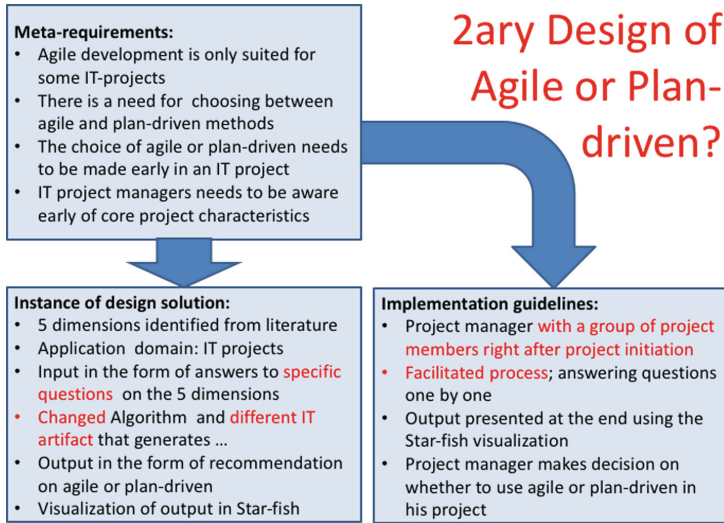 2ary Design of
Agile or Plan-
driven?
Meta-requirements:
• Agile development is only suited for
some IT-projects
• There is a need for choosing between
agile and plan-driven methods
• The choice of agile or plan-driven needs
to be made early in an IT project
• IT project managers needs to be aware
early of core project characteristics
Instance of design solution:
• 5 dimensions identified from literature
• Application domain: IT projects
• Input in the form of answers to specific
questions on the 5 dimensions
• Changed Algorithm and different IT
artifact that generates ...
• Output in the form of recommendation
on agile or plan-driven
• Visualization of output in Star-fish
Implementation guidelines:
• Project manager with a group of project
members right after project initiation
• Facilitated process; answering questions
one by one
• Output presented at the end using the
Star-fish visualization
• Project manager makes decision on
whether to use agile or plan-driven in
his project